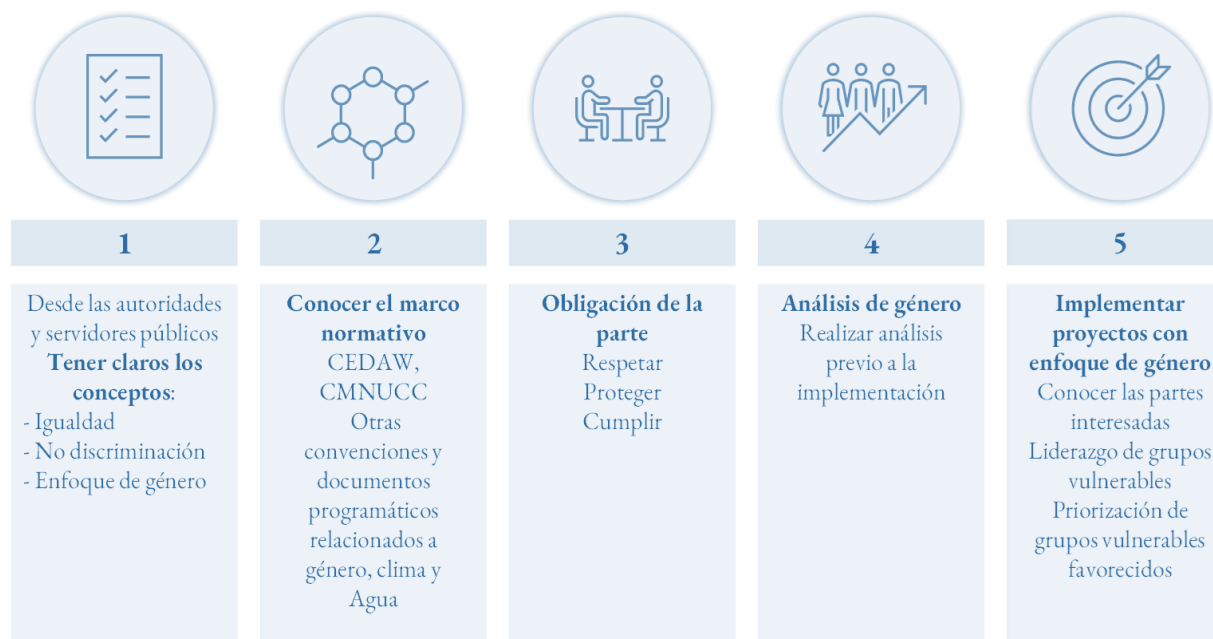 1
Desde las autoridades
y servidores públicos
Tener claros los
conceptos:
- Igualdad
- No discriminación
- Enfoque de género
2
Conocer el marco
normativo
CEDAW,
CMNUCC
Otras
convenciones y
documentos
programáticos
relacionados a
género, clima y
Agua
3
Obligación de la
parte
Respetar
Proteger
Cumplir
4
Análisis de género
Realizar análisis
previo a la
implementación
5
Implementar
proyectos con
enfoque de género
Conocer las partes
interesadas
Liderazgo de grupos
vulnerables
Priorización de
grupos vulnerables
favorecidos